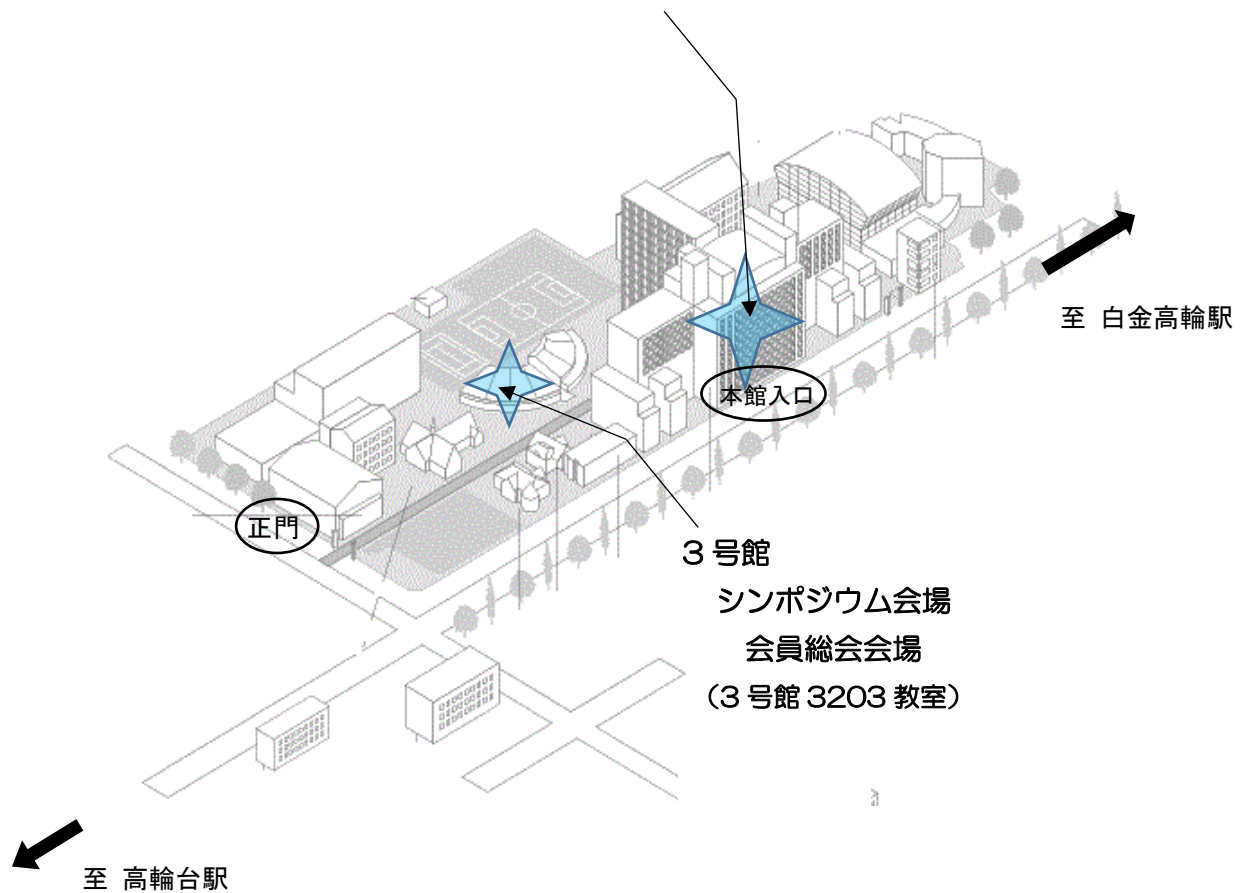 至 白金高輪駅
本館入口
正門
3 号館
シンポジウム会場
会員総会会場
(3 号館 3203 教室)
至 高輪台駅